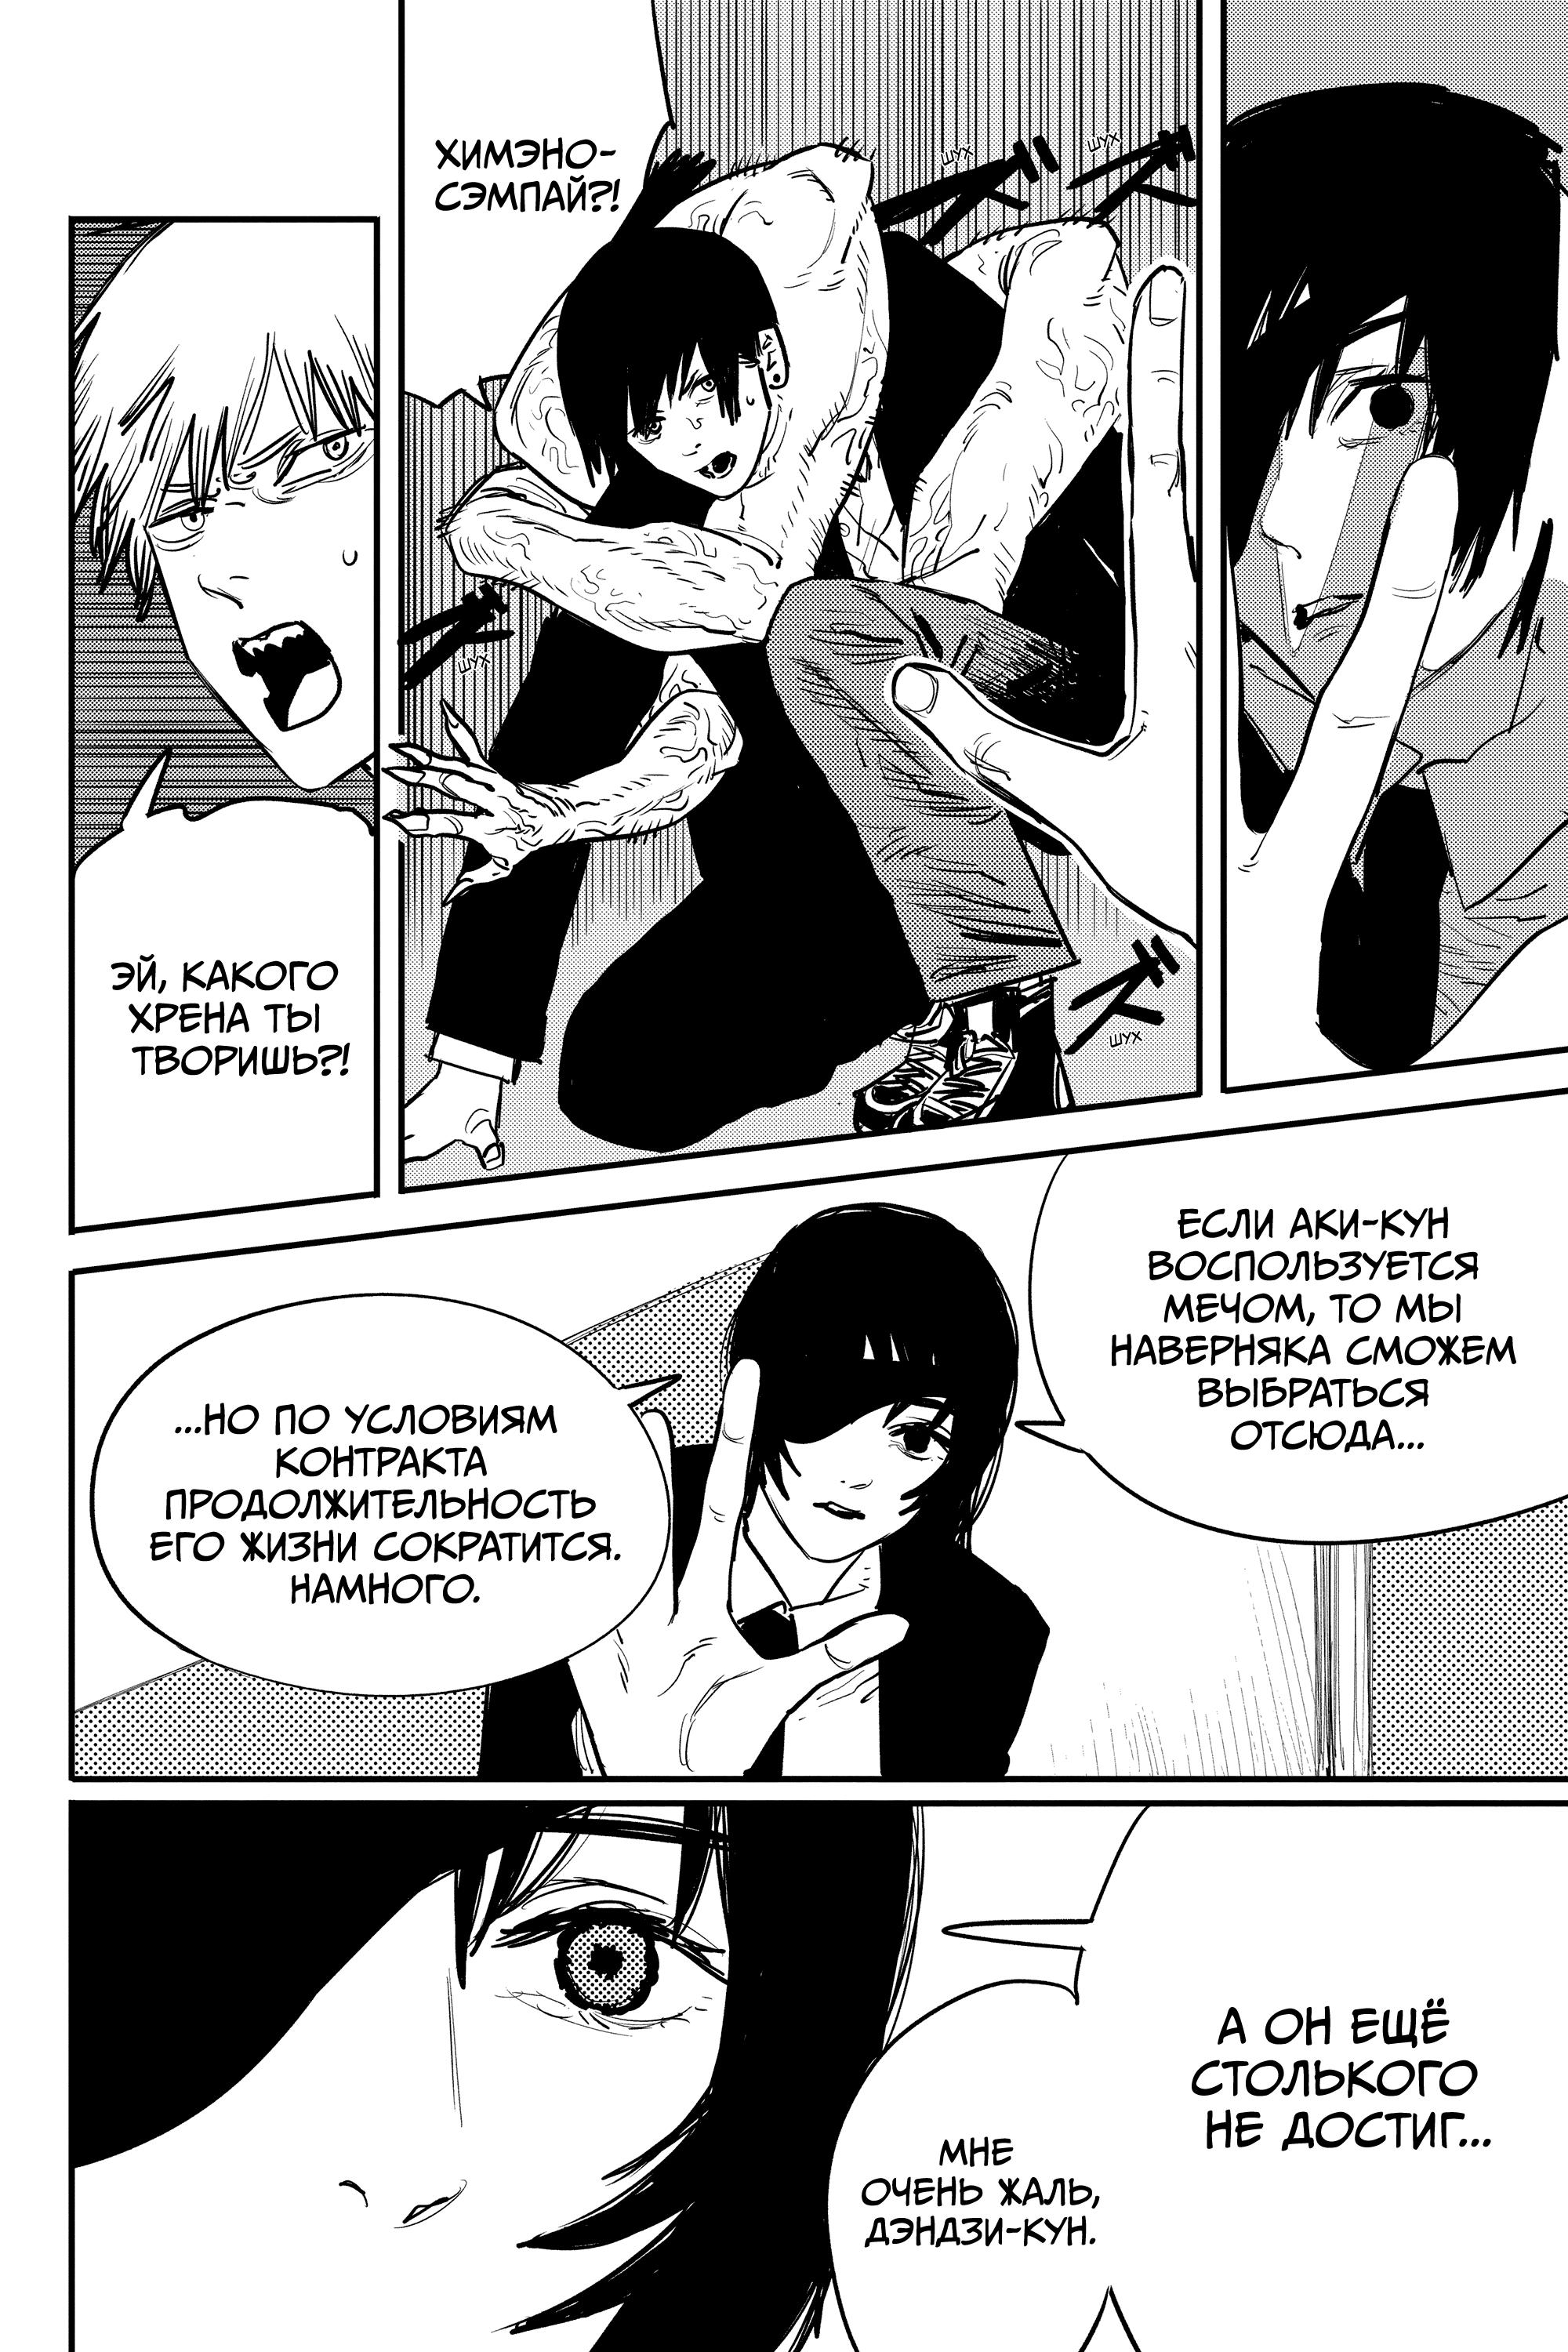 ХИМЭНО-
СЭМПАЙ?!
ШУХ
ШУХ
ШУХ
ШУХ
ЭЙ, КАКОГО
ХРЕНА ТЫ
ТВОРИШЬ?!
ЕСЛИ АКИ-КУН
ВОСПОЛЬЗУЕТСЯ
МЕЧОМ, ТО МЫ
НАВЕРНЯКА СМОЖЕМ
ВЫБРАТЬСЯ
ОТСЮДА...
...НО ПО УСЛОВИЯМ
КОНТРАКТА
ПРОДОЛЖИТЕЛЬНОСТЬ
ЕГО ЖИЗНИ СОКРАТИТСЯ.
НАМНОГО.
А ОН ЕЩЁ
СТОЛЬКОГО
НЕ ДОСТИГ...
МНЕ
ОЧЕНЬ ЖАЛЬ,
ДЭНДЗИ-КУН.